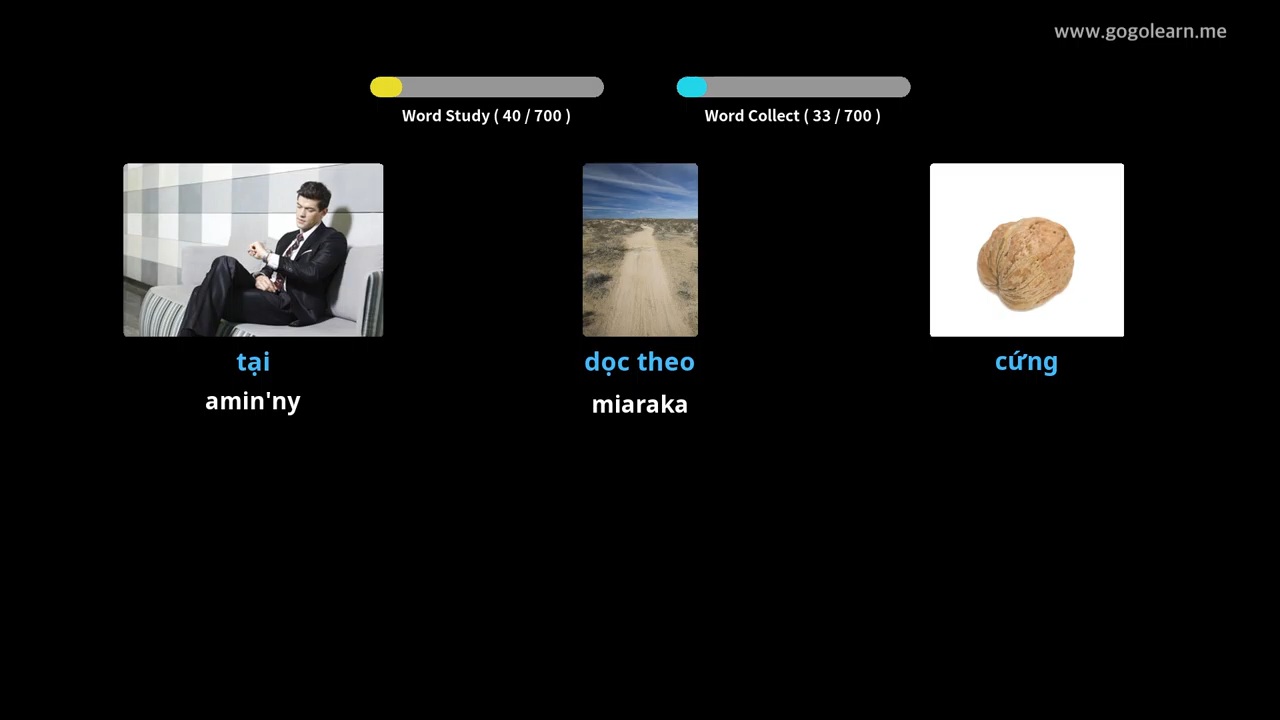 www.gogolearn.me
Word Study ( 40 / 700 )
Word Collect ( 33 / 700 )
tại
amin'ny
dọc theo
miaraka
cứng